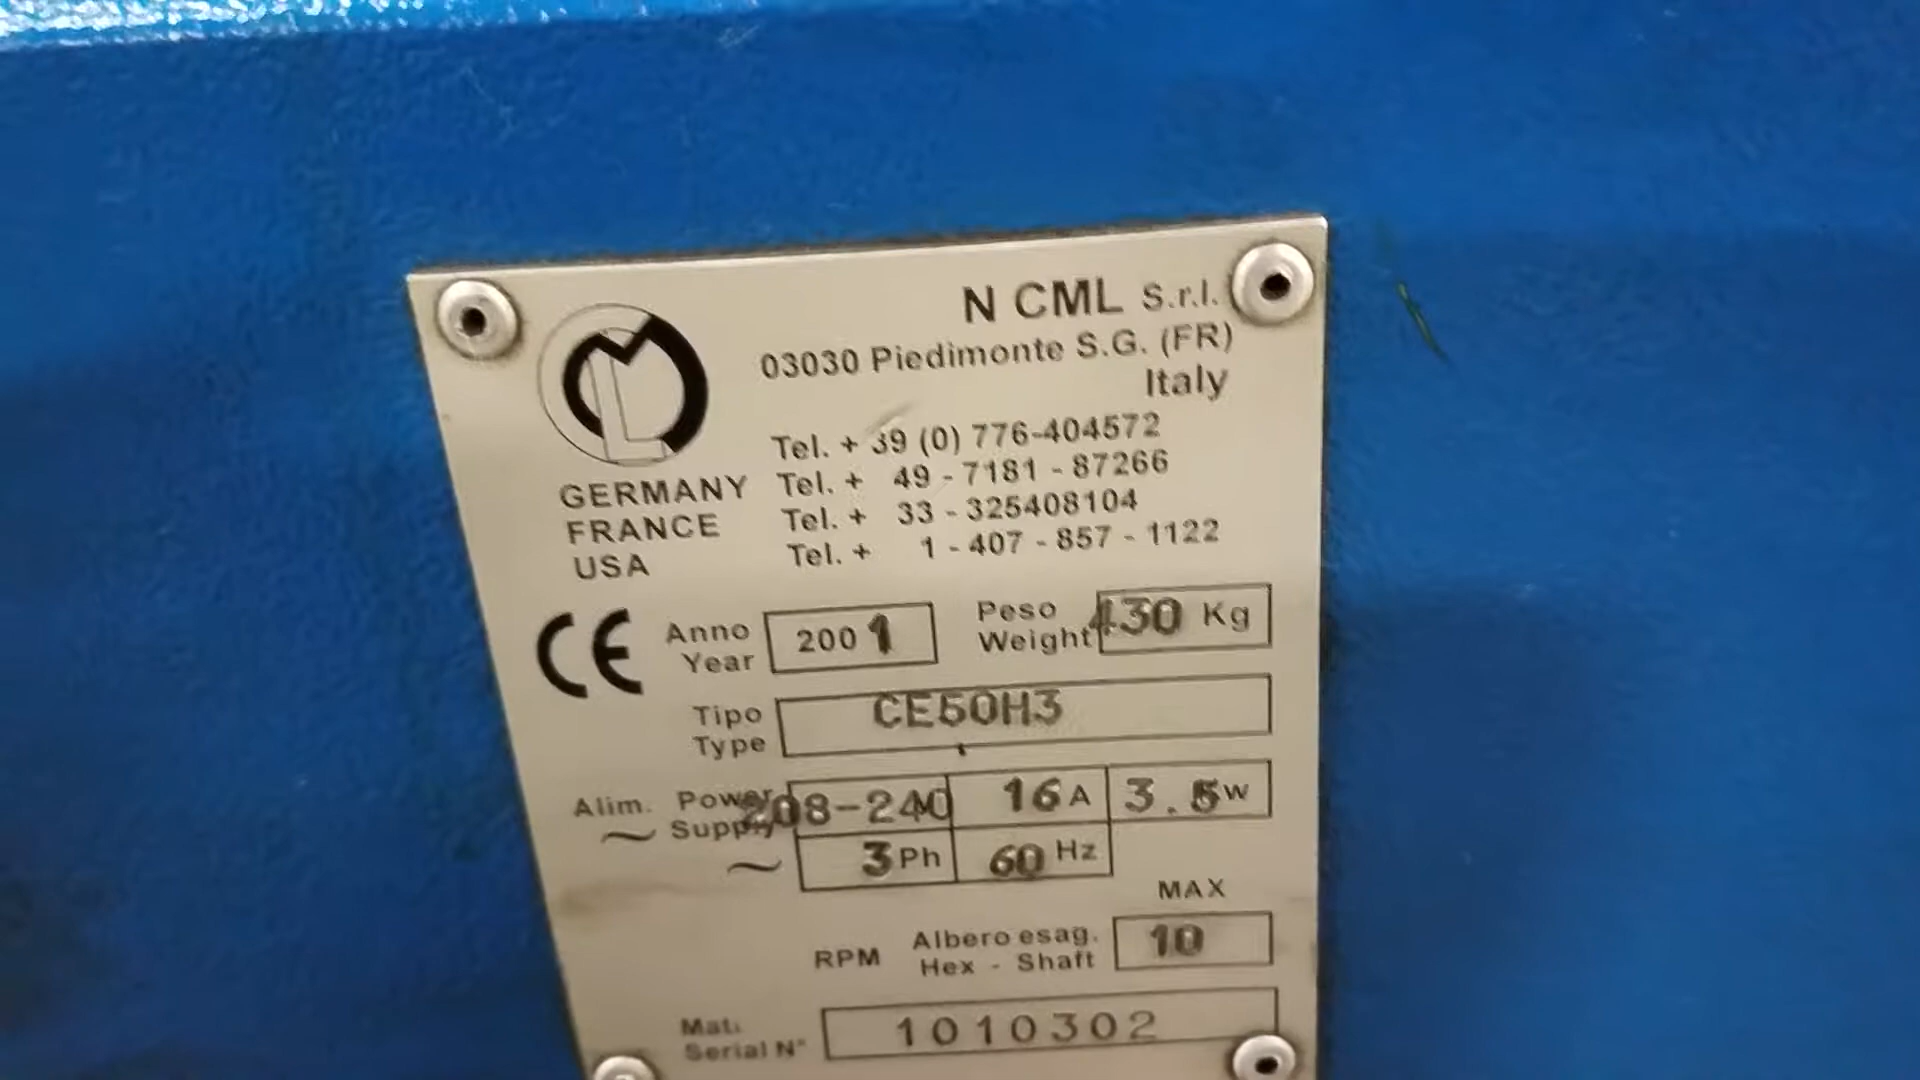 N CML S.r.l.
03030 Piedimonte S.G. (FR)
Italy
Tel. + 39 (0) 776-404572
GERMANY Tel. + 49 - 7181 - 87266
FRANCE Tel. + 33 - 325408104
USA Tel. + 1 - 407 - 857 - 1122
CE
Anno 2001 Peso 430 Kg
Year Weight
Tipo CE50H3
Type
Alim. Power 208-240 16 A 3.5 W
~ Supply
~ 3 Ph 60 Hz
MAX
RPM Albero esag. 10
Hex - Shaft
Mat. 1010302
Serial N°